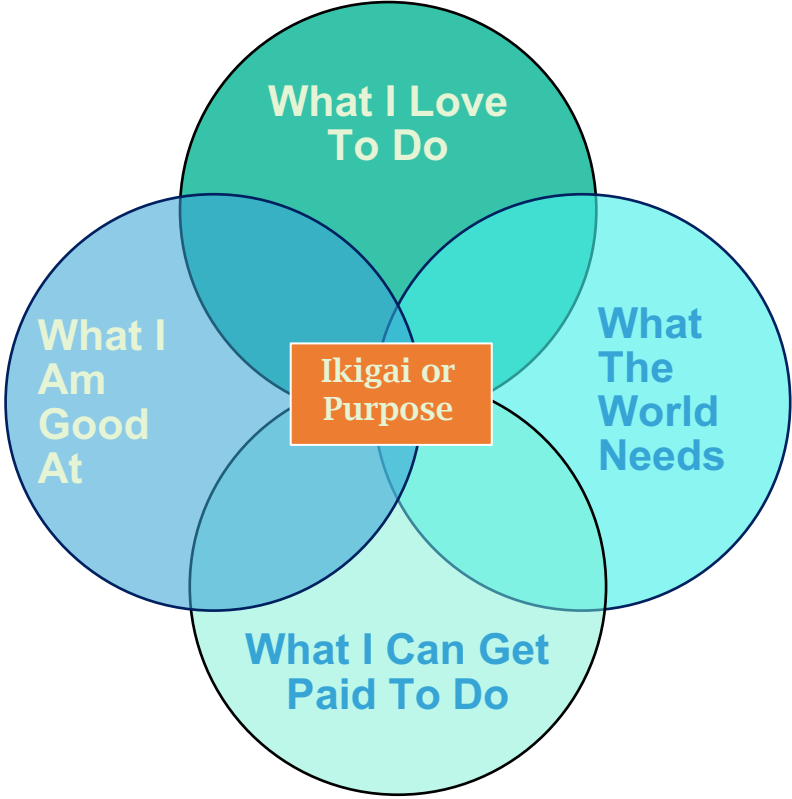 What I Love
To Do
What I
Am
Good
At
Ikigai or
Purpose
What
The
World
Needs
What I Can Get
Paid To Do